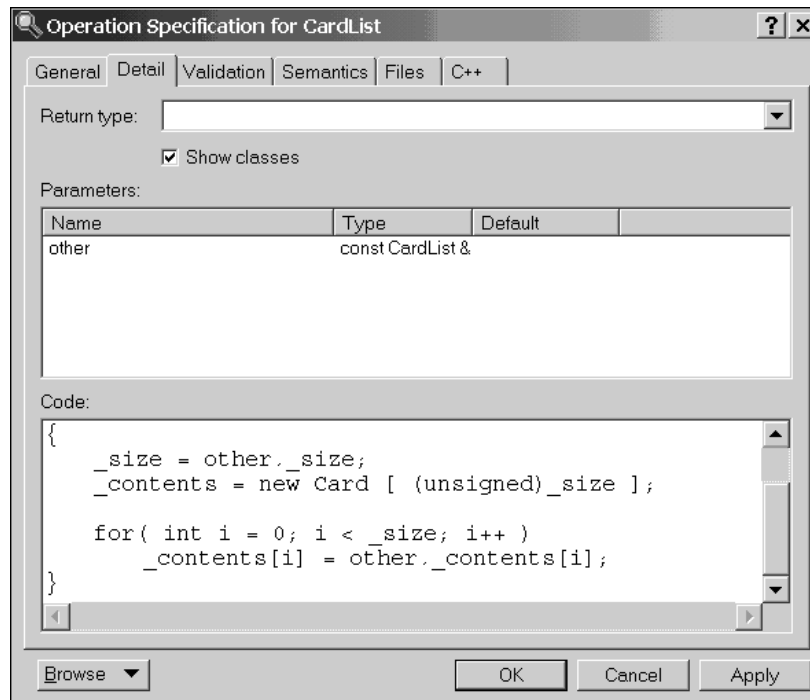 Operation Specification for CardList ? x
General Detail Validation Semantics Files C++
Return type:
Show classes
Parameters:
Name Type Default
other const CardList &
Code:
{
_size = other._size;
_contents = new Card [ (unsigned)_size ];
for( int i = 0; i < _size; i++ )
_contents[i] = other._contents[i];
}
Browse OK Cancel Apply